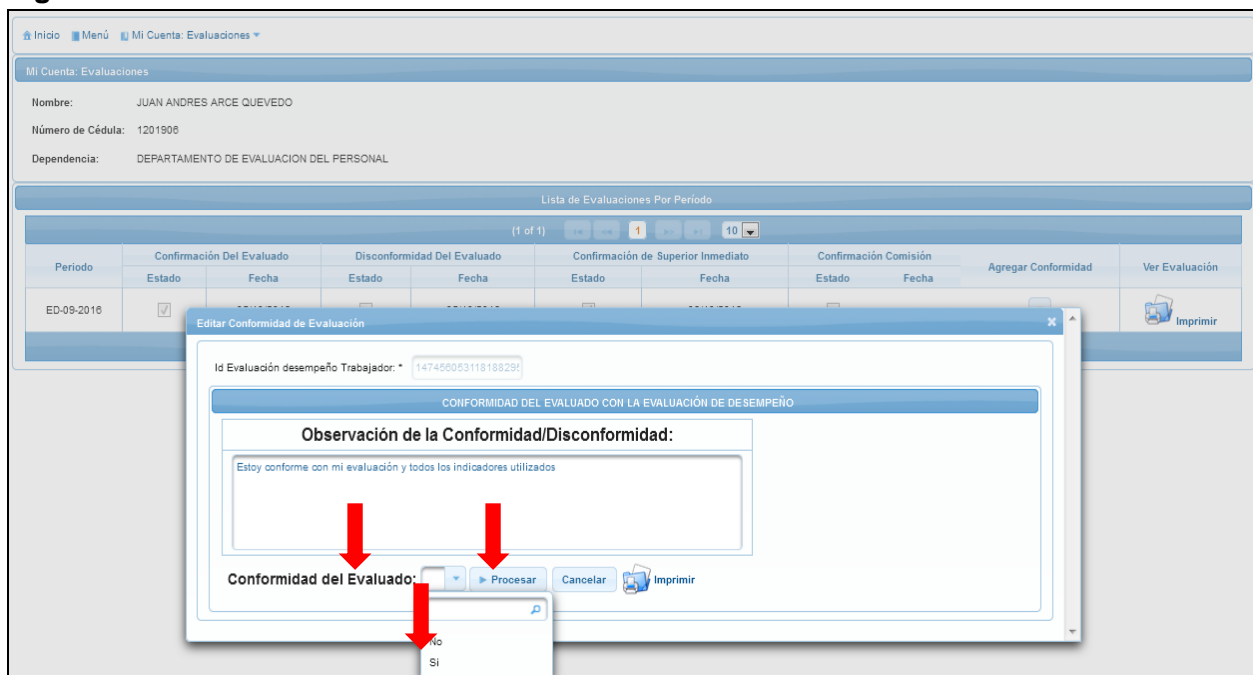 Inicio Menú Mi Cuenta: Evaluaciones
Mi Cuenta: Evaluaciones
Nombre: JUAN ANDRES ARCE QUEVEDO
Número de Cédula: 1201906
Dependencia: DEPARTAMENTO DE EVALUACION DEL PERSONAL
Lista de Evaluaciones Por Período
(1 of 1) 1 10
Periodo Confirmación Del Evaluado Disconformidad Del Evaluado Confirmación de Superior Inmediato Confirmación Comisión Agregar Conformidad Ver Evaluación
Estado Fecha Estado Fecha Estado Fecha Estado Fecha
ED-09-2016 Imprimir
Editar Conformidad de Evaluación
Id Evaluación desempeño Trabajador: *
CONFORMIDAD DEL EVALUADO CON LA EVALUACIÓN DE DESEMPEÑO
Observación de la Conformidad/Disconformidad:
Estoy conforme con mi evaluación y todos los indicadores utilizados
Conformidad del Evaluado: Procesar Cancelar Imprimir
No
Si